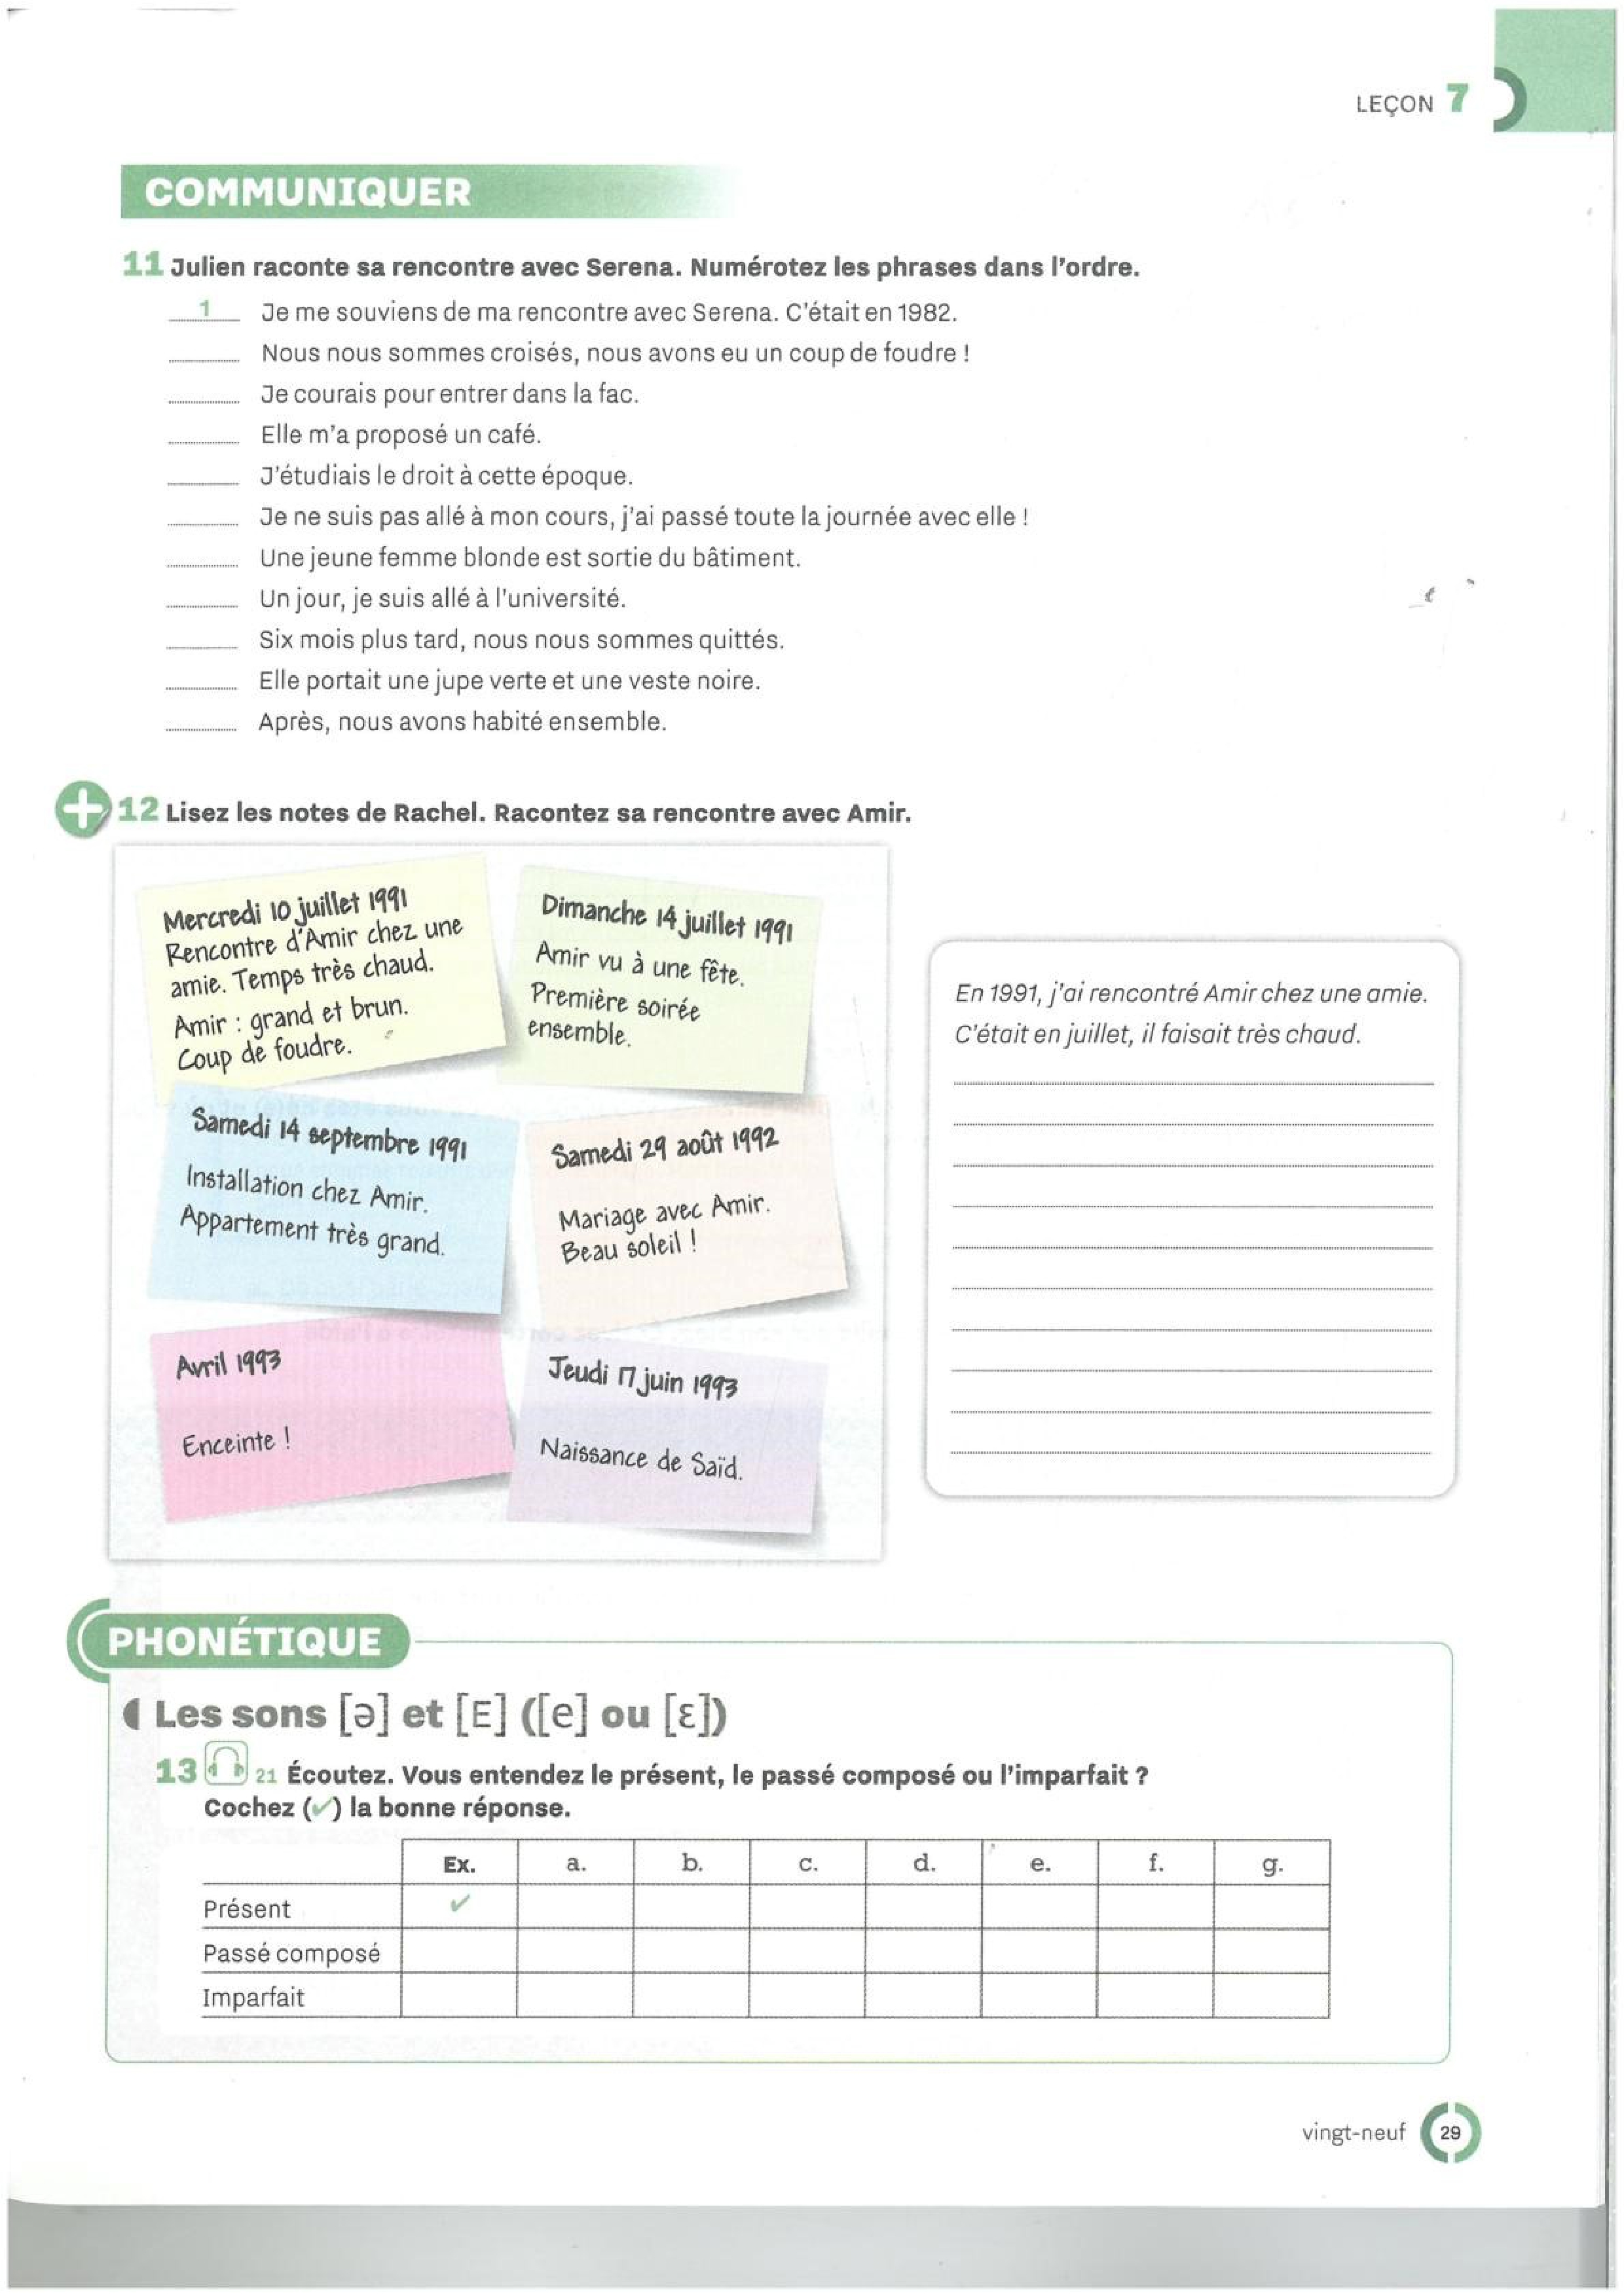 LEÇON 7
COMMUNIQUER
11 Julien raconte sa rencontre avec Serena. Numérotez les phrases dans l'ordre.
1 Je me souviens de ma rencontre avec Serena. C'était en 1982.
Nous nous sommes croisés, nous avons eu un coup de foudre !
Je courais pour entrer dans la fac.
Elle m'a proposé un café.
J'étudiais le droit à cette époque.
Je ne suis pas allé à mon cours, j'ai passé toute la journée avec elle !
Une jeune femme blonde est sortie du bâtiment.
Un jour, je suis allé à l'université.
Six mois plus tard, nous nous sommes quittés.
Elle portait une jupe verte et une veste noire.
Après, nous avons habité ensemble.
12 Lisez les notes de Rachel. Racontez sa rencontre avec Amir.
Mercredi 10 juillet 1991
Rencontre d'Amir chez une
amie. Temps très chaud.
Amir : grand et brun.
Coup de foudre.
Dimanche 14 juillet 1991
Amir vu à une fête.
Première soirée
ensemble.
Samedi 14 septembre 1991
Installation chez Amir.
Appartement très grand.
Samedi 29 août 1992
Mariage avec Amir.
Beau soleil !
Avril 1993
Enceinte !
Jeudi 17 juin 1993
Naissance de Saïd.
En 1991, j'ai rencontré Amir chez une amie.
C'était en juillet, il faisait très chaud.
PHONÉTIQUE
Les sons [ə] et [E] ([e] ou [ɛ])
13 21 Écoutez. Vous entendez le présent, le passé composé ou l'imparfait ?
Cochez (✔) la bonne réponse.
Ex. a. b. c. d. e. f. g.
Présent ✔
Passé composé
Imparfait
vingt-neuf 29